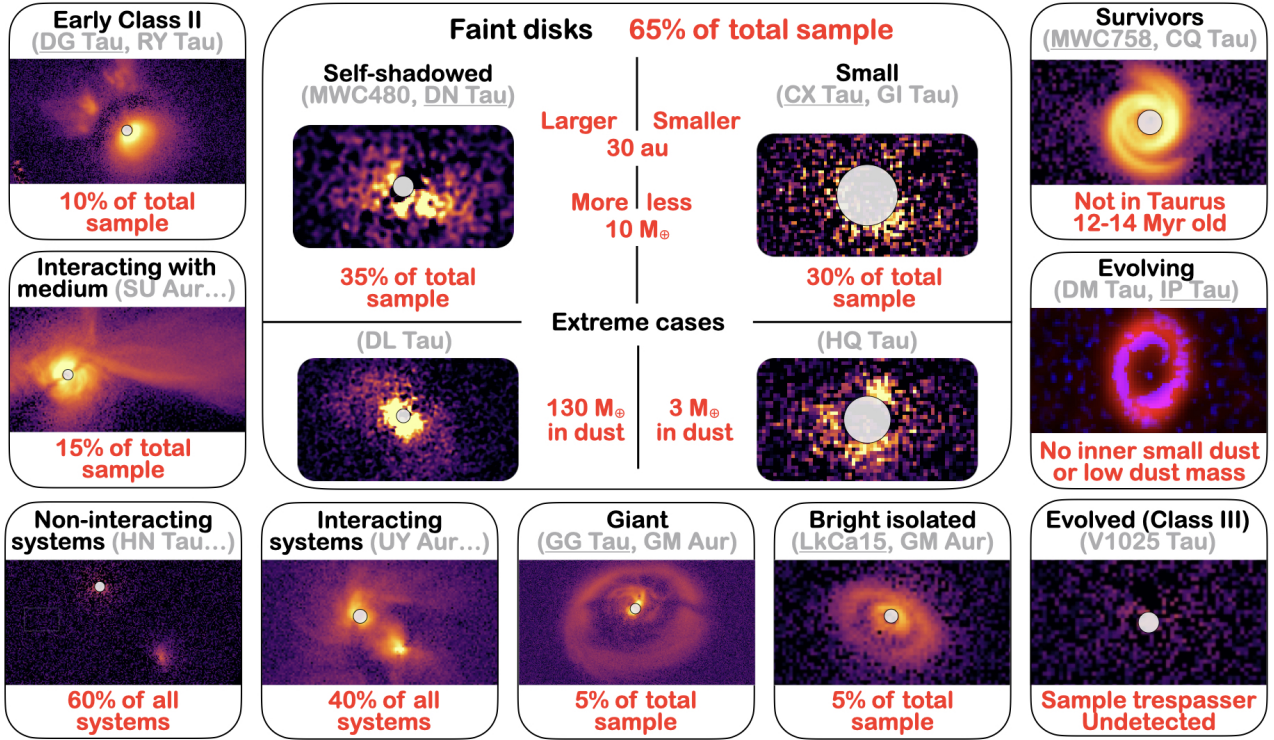 Early Class II
(DG Tau, RY Tau)
10% of total
sample
Interacting with
medium (SU Aur...)
15% of total
sample
Faint disks 65% of total sample
Self-shadowed
(MWC480, DN Tau)
35% of total
sample
Larger Smaller
30 au
More less
10 M⊕
Small
(CX Tau, GI Tau)
30% of total
sample
Extreme cases
(DL Tau)
130 M⊕
in dust
3 M⊕
in dust
(HQ Tau)
Survivors
(MWC758, CQ Tau)
Not in Taurus
12-14 Myr old
Evolving
(DM Tau, IP Tau)
No inner small dust
or low dust mass
Non-interacting
systems (HN Tau...)
60% of all
systems
Interacting
systems (UY Aur...)
40% of all
systems
Giant
(GG Tau, GM Aur)
5% of total
sample
Bright isolated
(LkCa15, GM Aur)
5% of total
sample
Evolved (Class III)
(V1025 Tau)
Sample trespasser
Undetected